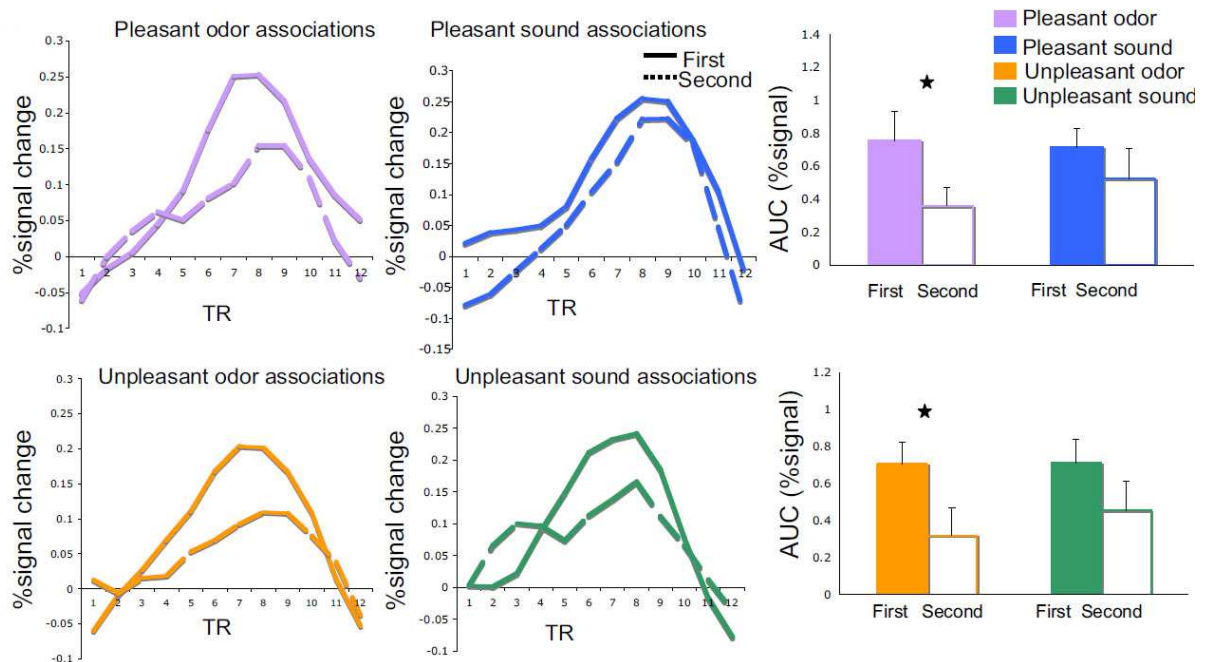 Pleasant odor associations
%signal change
0.3
0.25
0.2
0.15
0.1
0.05
0
-0.05
-0.1
1 2 3 4 5 6 7 8 9 10 11 12
TR
Pleasant sound associations
First
Second
%signal change
0.3
0.25
0.2
0.15
0.1
0.05
0
-0.05
-0.1
-0.15
1 2 3 4 5 6 7 8 9 10 11 12
TR
Pleasant odor
Pleasant sound
Unpleasant odor
Unpleasant sound
AUC (%signal)
1.4
1.2
1
0.8
0.6
0.4
0.2
0
First Second
First Second
Unpleasant odor associations
%signal change
0.3
0.2
0.15
0.1
0.05
0
-0.05
-0.1
1 2 3 4 5 6 7 8 9 10 11 12
TR
Unpleasant sound associations
%signal change
0.3
0.25
0.2
0.15
0.1
0.05
0
-0.05
-0.1
1 2 3 4 5 6 7 8 9 10 11 12
TR
AUC (%signal)
1.2
1
0.8
0.6
0.4
0.2
0
First Second
First Second